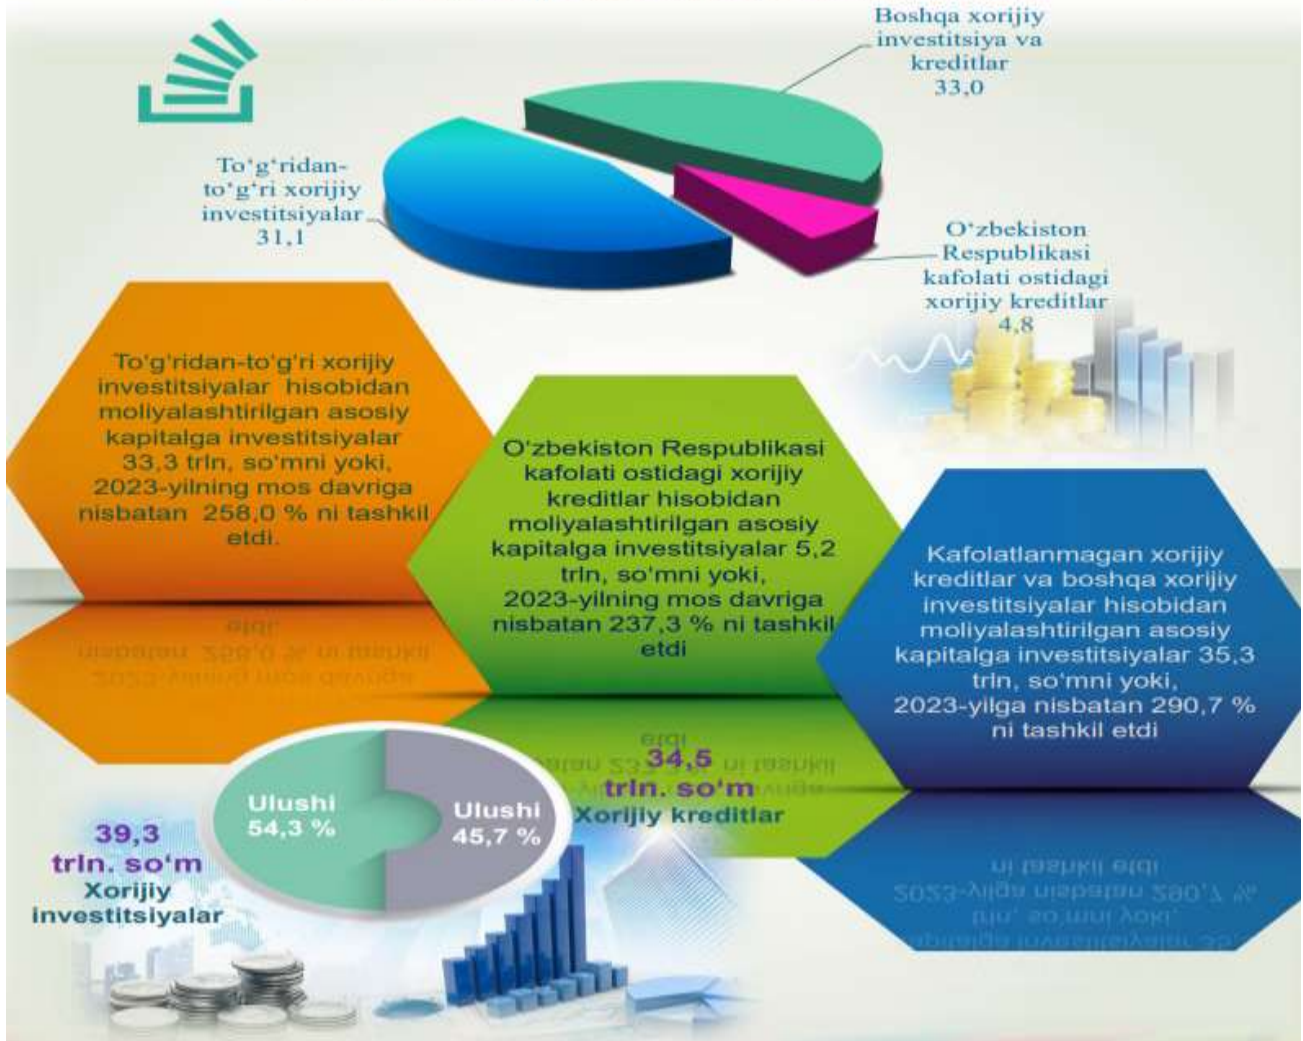 Boshqa xorijiy
investitsiya va
kreditlar
33,0
To‘g‘ridan-
to‘g‘ri xorijiy
investitsiyalar
31,1
O‘zbekiston
Respublikasi
kafolati ostidagi
xorijiy kreditlar
4,8
To‘g‘ridan-to‘g‘ri xorijiy
investitsiyalar hisobidan
moliyalashtirilgan asosiy
kapitalga investitsiyalar
33,3 trln, so‘mni yoki,
2023-yilning mos davriga
nisbatan 258,0 % ni tashkil
etdi.
O‘zbekiston Respublikasi
kafolati ostidagi xorijiy
kreditlar hisobidan
moliyalashtirilgan asosiy
kapitalga investitsiyalar 5,2
trln, so‘mni yoki,
2023-yilning mos davriga
nisbatan 237,3 % ni tashkil
etdi
Kafolatlanmagan xorijiy
kreditlar va boshqa xorijiy
investitsiyalar hisobidan
moliyalashtirilgan asosiy
kapitalga investitsiyalar 35,3
trln, so‘mni yoki,
2023-yilga nisbatan 290,7 %
ni tashkil etdi
39,3
trln. so‘m
Xorijiy
investitsiyalar
Ulushi
54,3 %
Ulushi
45,7 %
34,5
trln. so‘m
Xorijiy kreditlar